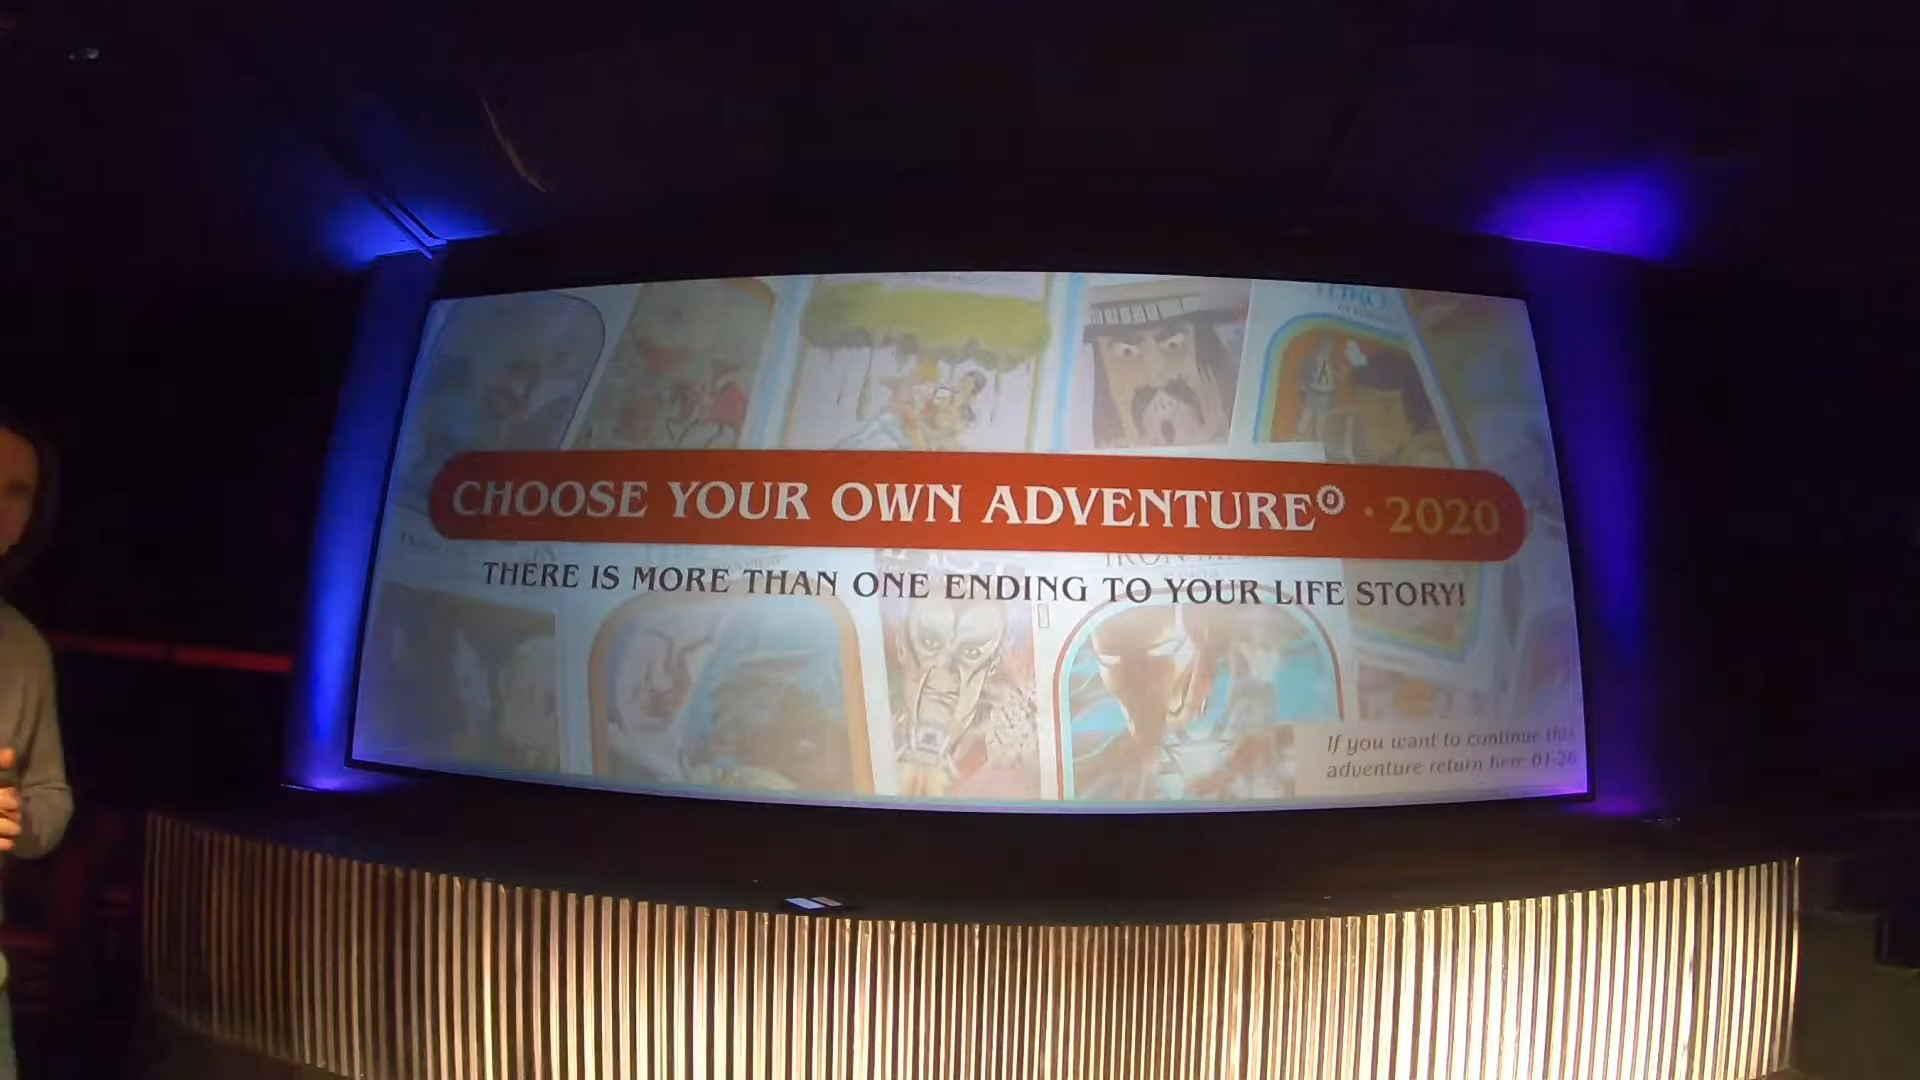 CHOOSE YOUR OWN ADVENTURE® · 2020
THERE IS MORE THAN ONE ENDING TO YOUR LIFE STORY!
If you want to continue this
adventure return here 01-26